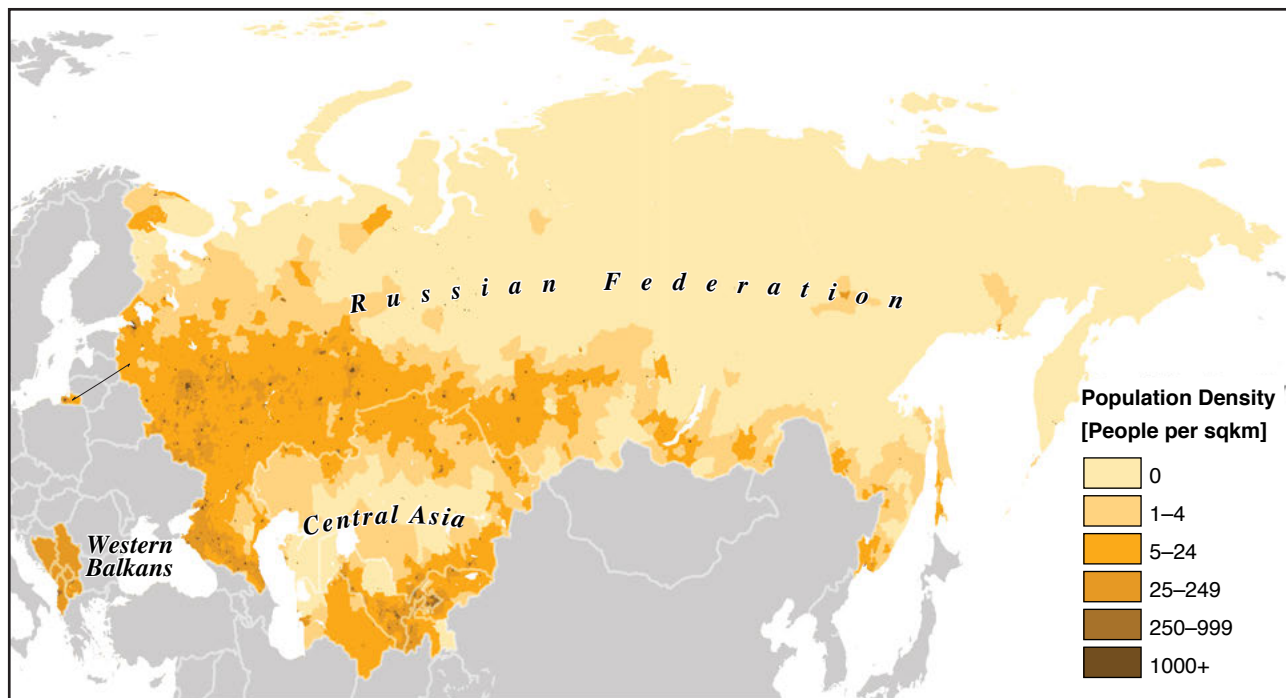 Russian Federation
Central Asia
Western
Balkans
Population Density
[People per sqkm]
0
1–4
5–24
25–249
250–999
1000+